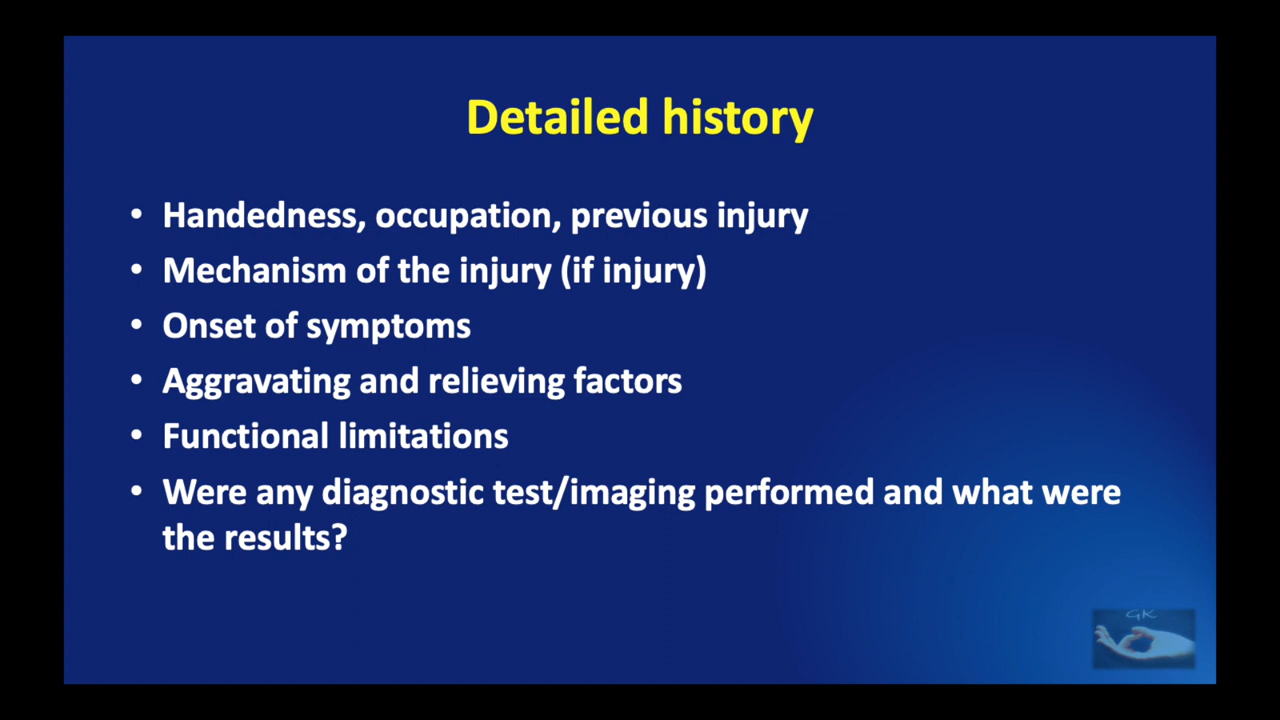 Detailed history
• Handedness, occupation, previous injury
• Mechanism of the injury (if injury)
• Onset of symptoms
• Aggravating and relieving factors
• Functional limitations
• Were any diagnostic test/imaging performed and what were
the results?
GK